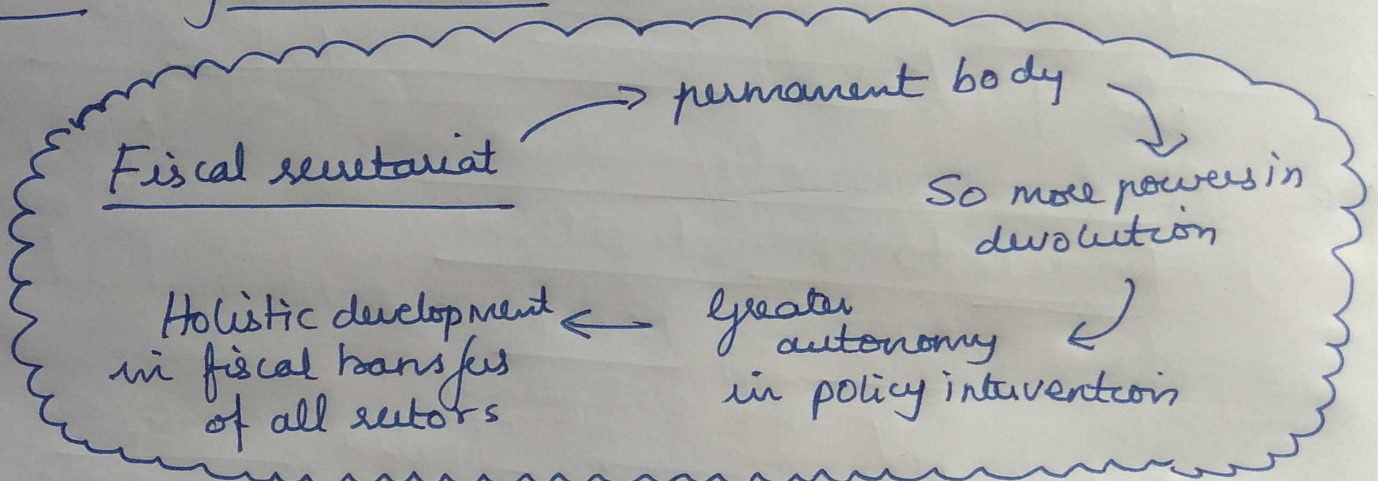 Fiscal secretariat
permanent body
So more powers in
devolution
Greater
autonomy
in policy intervention
Holistic development
in fiscal transfers
of all sectors